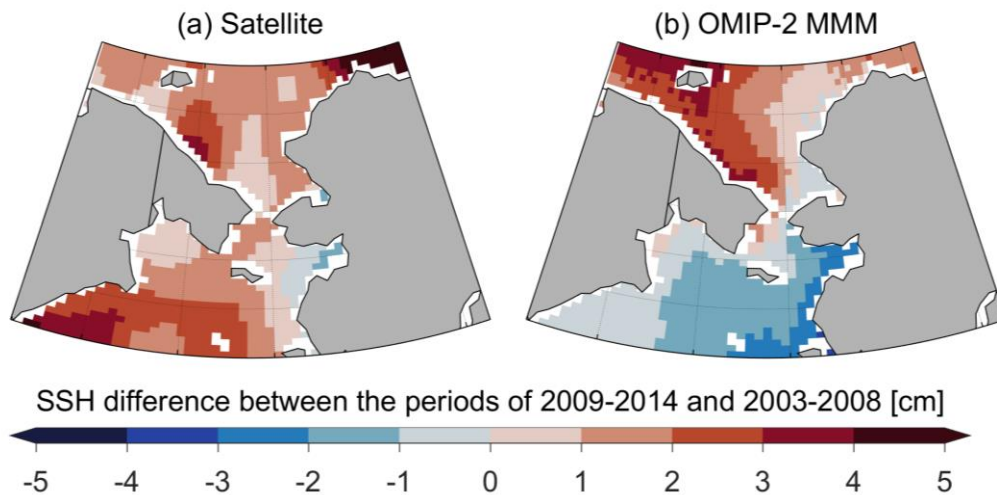 (a) Satellite
(b) OMIP-2 MMM
SSH difference between the periods of 2009-2014 and 2003-2008 [cm]
-5 -4 -3 -2 -1 0 1 2 3 4 5